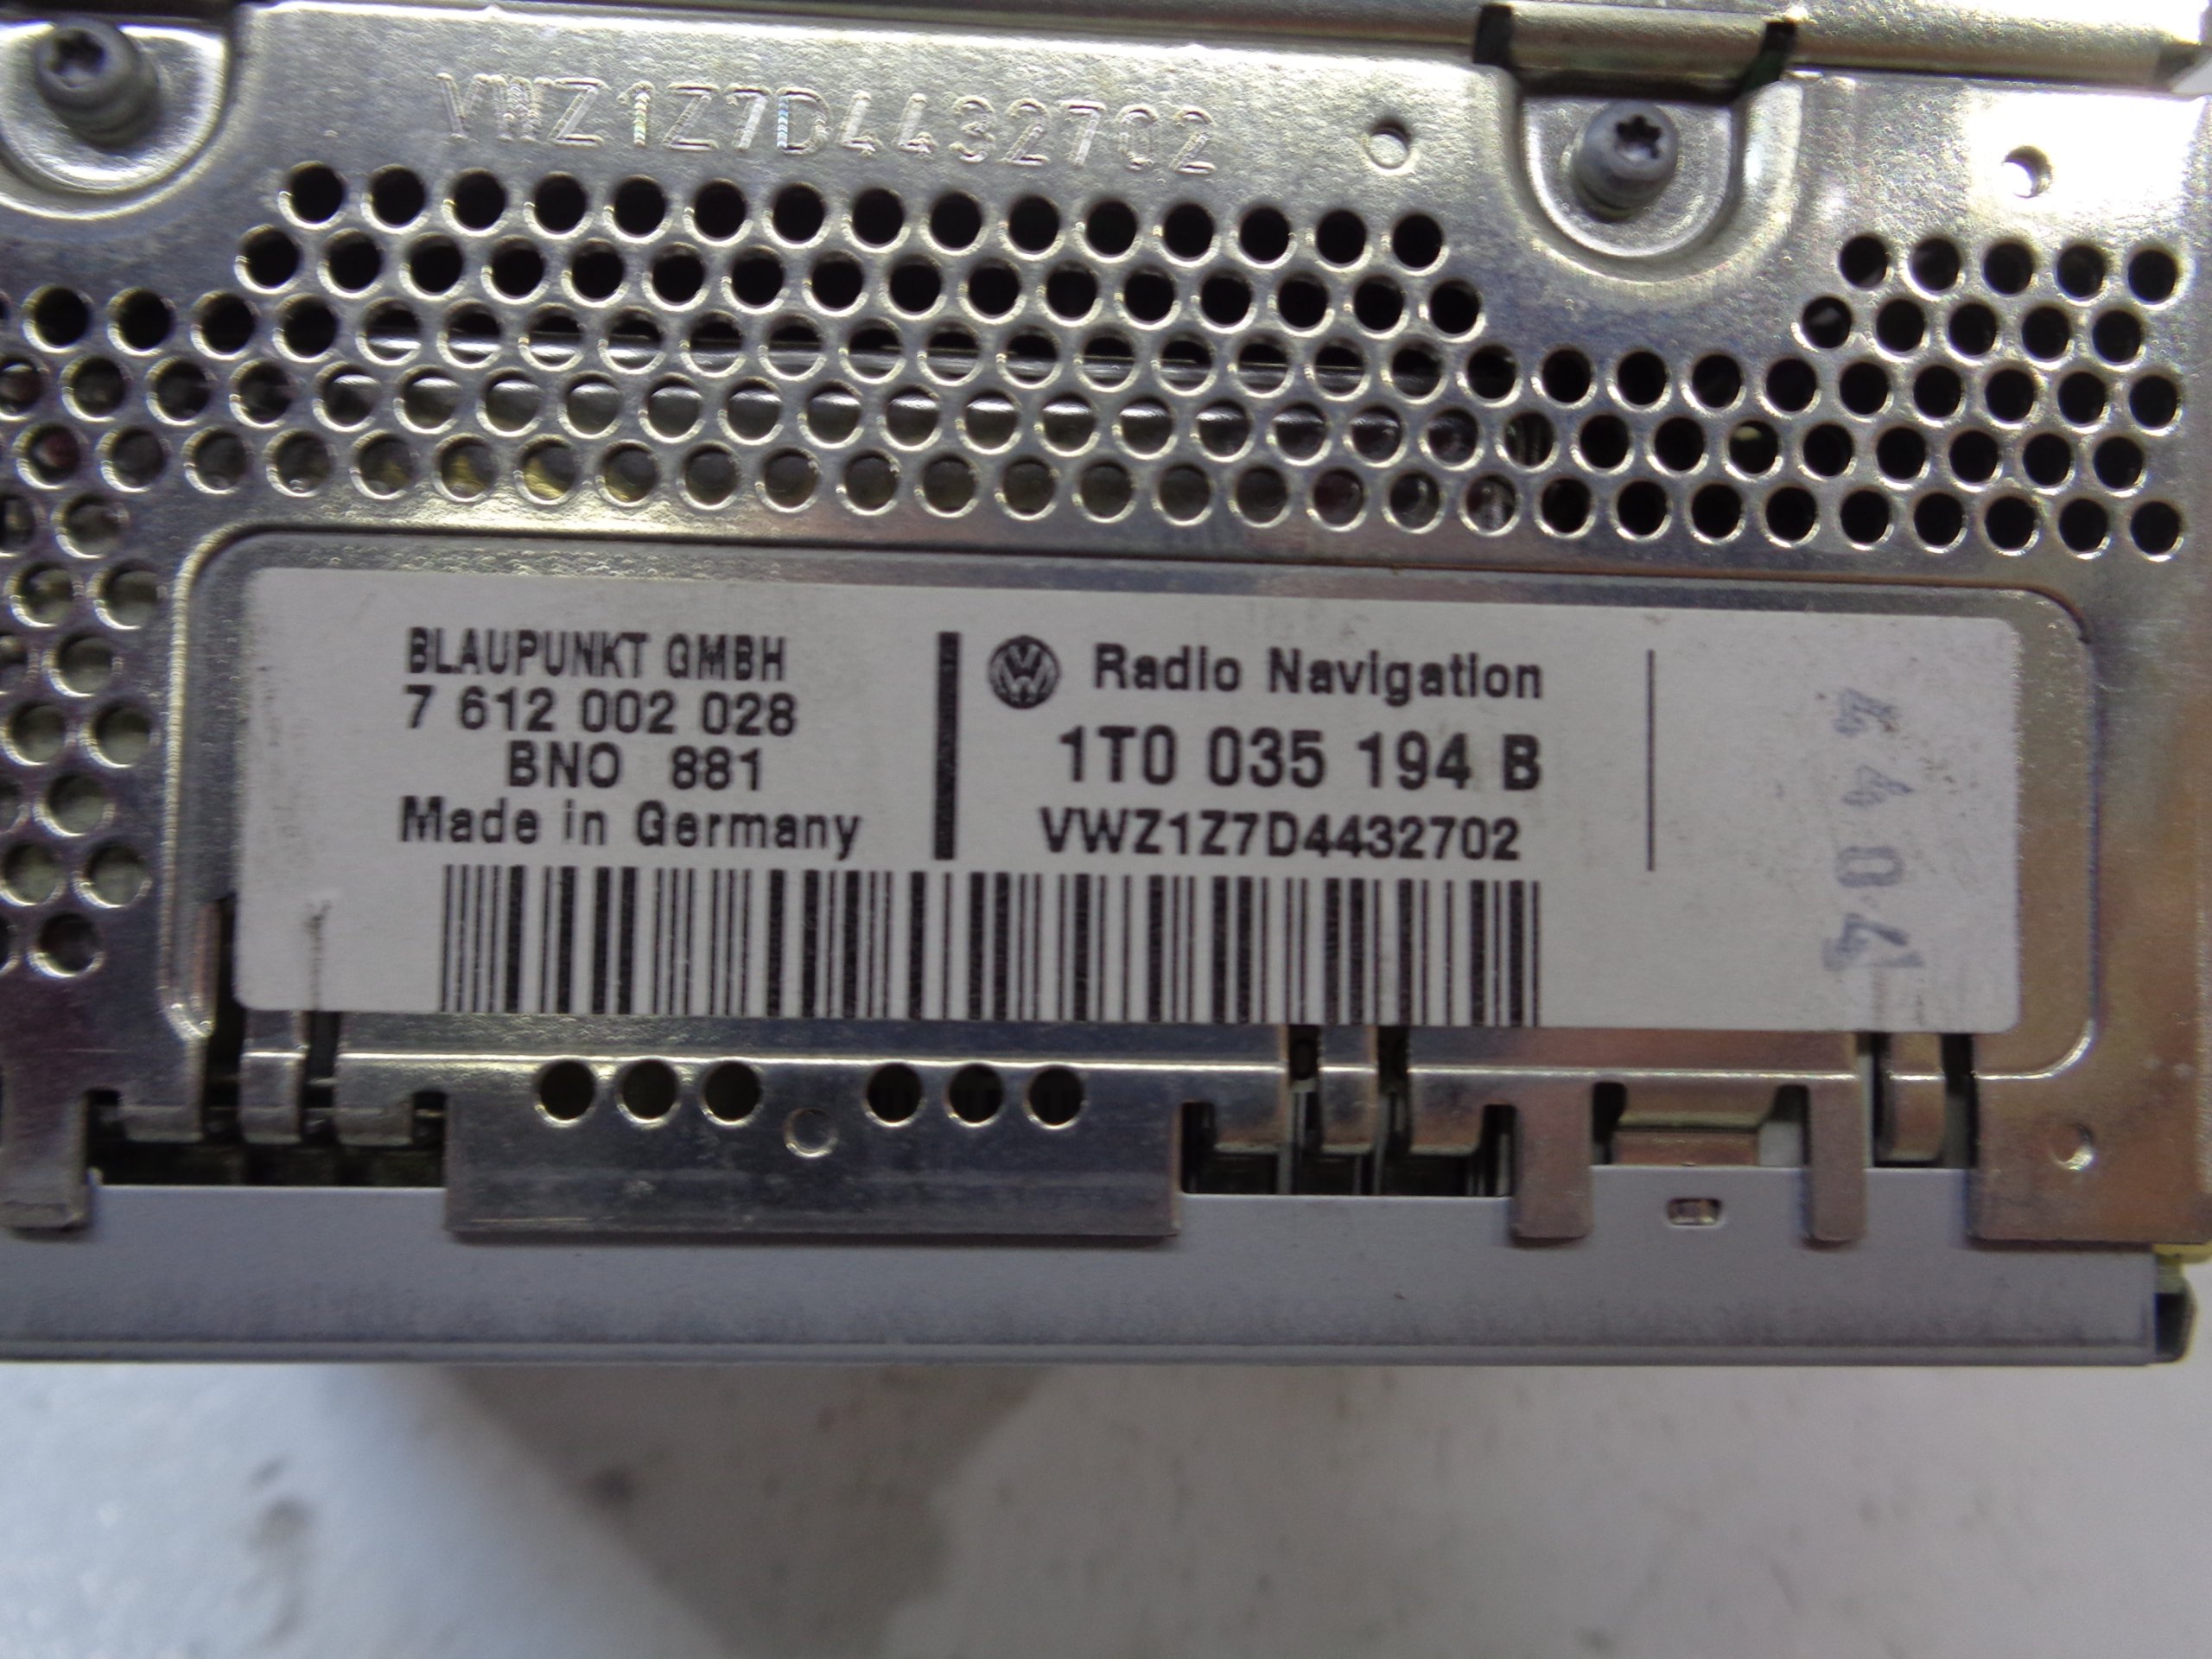 VWZ1Z7D4432702
BLAUPUNKT GMBH
7 612 002 028
BNO 881
Made in Germany
Radio Navigation
1T0 035 194 B
VWZ1Z7D4432702
4404